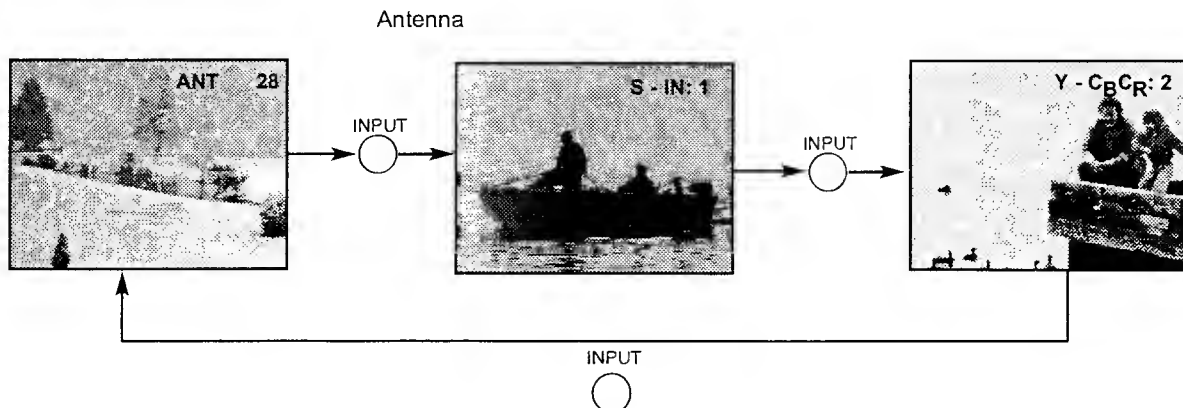 Antenna
ANT 28
INPUT
S - IN: 1
INPUT
Y - CBCR: 2
INPUT